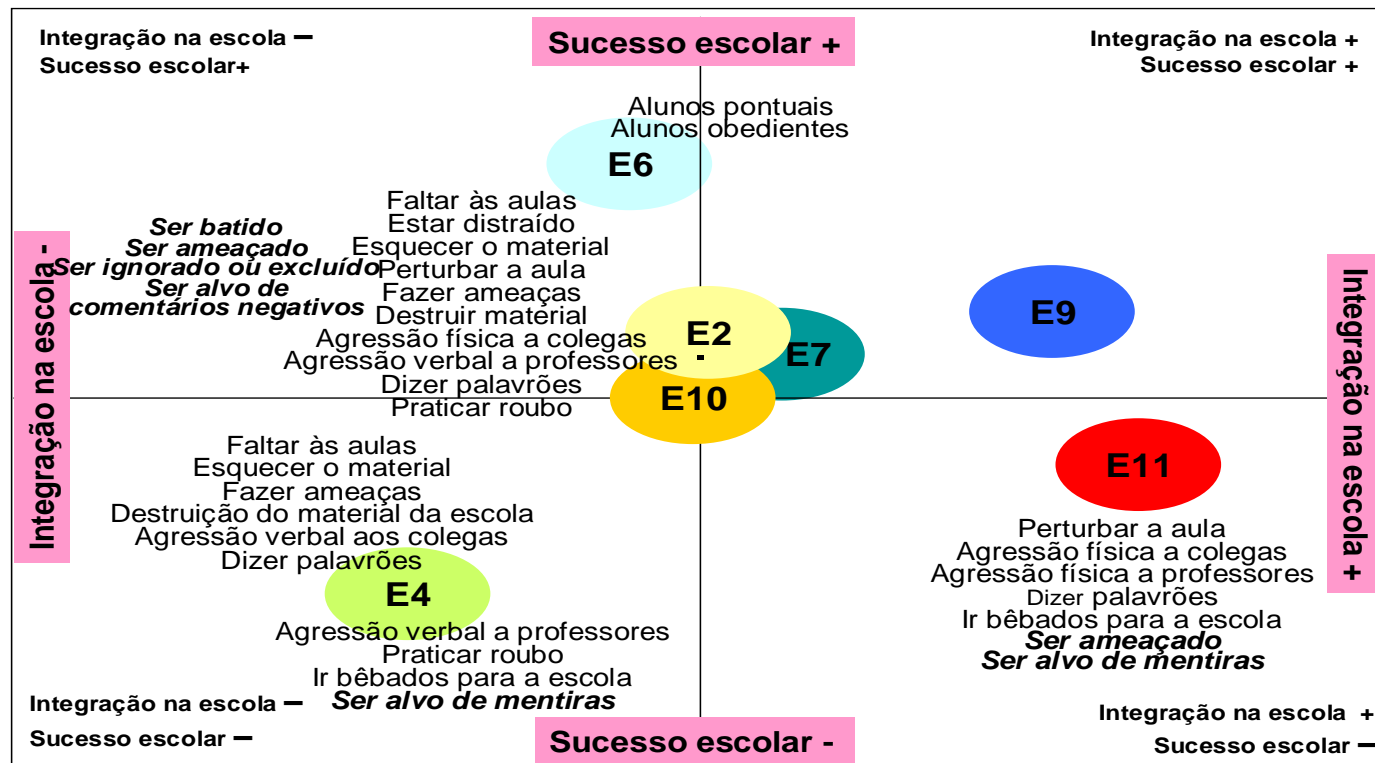 Integração na escola –
Sucesso escolar+
Sucesso escolar +
Integração na escola +
Sucesso escolar +
Alunos pontuais
Alunos obedientes
E6
Faltar às aulas
Estar distraído
Esquecer o material
Perturbar a aula
Fazer ameaças
Destruir material
Agressão física a colegas
Agressão verbal a professores
Dizer palavrões
Praticar roubo
Ser batido
Ser ameaçado
Ser ignorado ou excluído
Ser alvo de
comentários negativos
Integração na escola -
E2
-
E7
E10
E9
Integração na escola +
E11
Perturbar a aula
Agressão física a colegas
Agressão física a professores
Dizer palavrões
Ir bêbados para a escola
Ser ameaçado
Ser alvo de mentiras
Faltar às aulas
Esquecer o material
Fazer ameaças
Destruição do material da escola
Agressão verbal aos colegas
Dizer palavrões
E4
Agressão verbal a professores
Praticar roubo
Ir bêbados para a escola
Ser alvo de mentiras
Integração na escola –
Sucesso escolar –
Sucesso escolar -
Integração na escola +
Sucesso escolar –